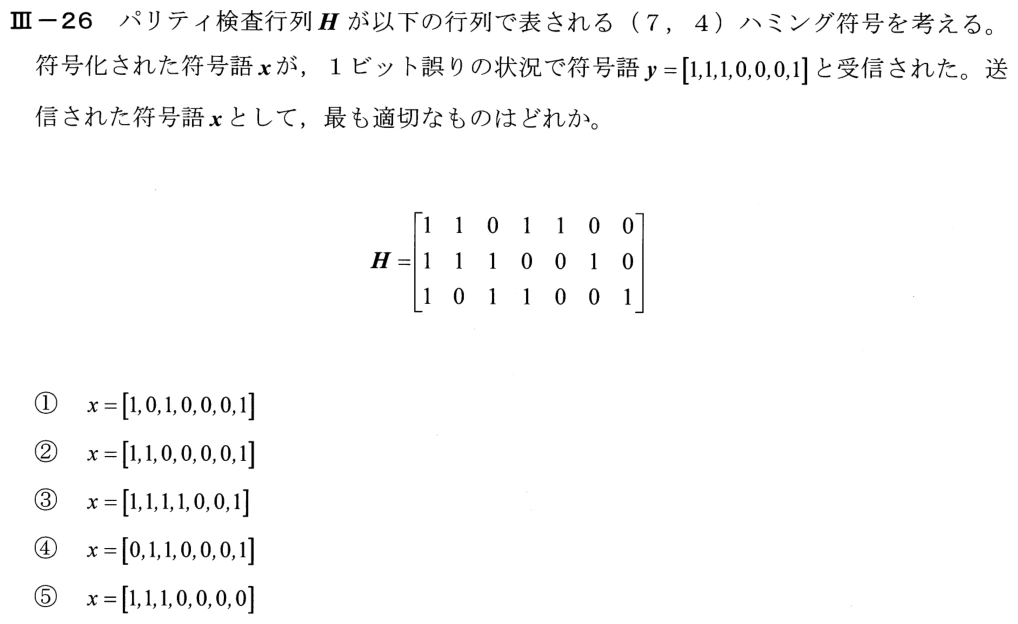 Ⅲ－26　パリティ検査行列 H が以下の行列で表される（７，４）ハミング符号を考える。
符号化された符号語 x が，１ビット誤りの状況で符号語 y = [1,1,1,0,0,0,1] と受信された。送
信された符号語 x として，最も適切なものはどれか。
1 1 0 1 1 0 0
H = 1 1 1 0 0 1 0
1 0 1 1 0 0 1
① x = [1,0,1,0,0,0,1]
② x = [1,1,0,0,0,0,1]
③ x = [1,1,1,1,0,0,1]
④ x = [0,1,1,0,0,0,1]
⑤ x = [1,1,1,0,0,0,0]